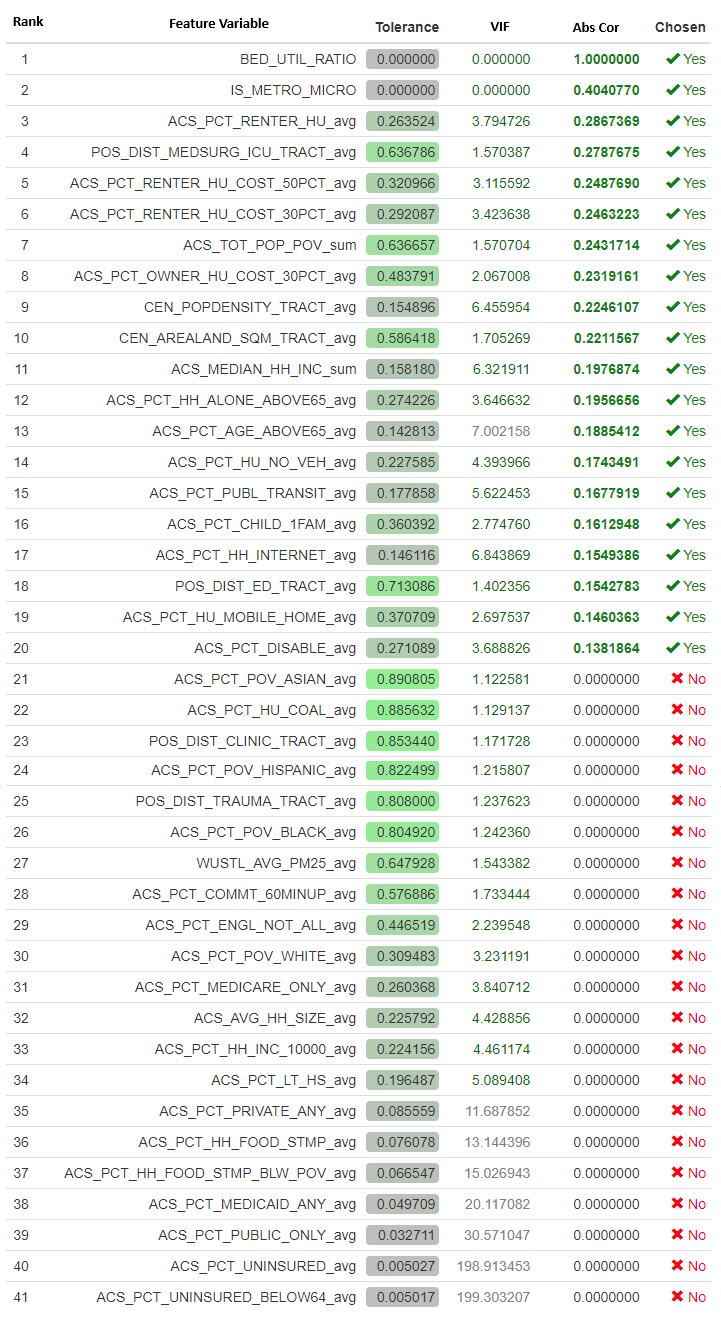 Rank Feature Variable Tolerance VIF Abs Cor Chosen
1 BED_UTIL_RATIO 0.000000 0.000000 1.0000000 ✔ Yes
2 IS_METRO_MICRO 0.000000 0.000000 0.4040770 ✔ Yes
3 ACS_PCT_RENTER_HU_avg 0.263524 3.794726 0.2867369 ✔ Yes
4 POS_DIST_MEDSURG_ICU_TRACT_avg 0.636786 1.570387 0.2787675 ✔ Yes
5 ACS_PCT_RENTER_HU_COST_50PCT_avg 0.320966 3.115592 0.2487690 ✔ Yes
6 ACS_PCT_RENTER_HU_COST_30PCT_avg 0.292087 3.423638 0.2463223 ✔ Yes
7 ACS_TOT_POP_POV_sum 0.636657 1.570704 0.2431714 ✔ Yes
8 ACS_PCT_OWNER_HU_COST_30PCT_avg 0.483791 2.067008 0.2319161 ✔ Yes
9 CEN_POPDENSITY_TRACT_avg 0.154896 6.455954 0.2246107 ✔ Yes
10 CEN_AREALAND_SQM_TRACT_avg 0.586418 1.705269 0.2211567 ✔ Yes
11 ACS_MEDIAN_HH_INC_sum 0.158180 6.321911 0.1976874 ✔ Yes
12 ACS_PCT_HH_ALONE_ABOVE65_avg 0.274226 3.646632 0.1956656 ✔ Yes
13 ACS_PCT_AGE_ABOVE65_avg 0.142813 7.002158 0.1885412 ✔ Yes
14 ACS_PCT_HU_NO_VEH_avg 0.227585 4.393966 0.1743491 ✔ Yes
15 ACS_PCT_PUBL_TRANSIT_avg 0.177858 5.622453 0.1677919 ✔ Yes
16 ACS_PCT_CHILD_1FAM_avg 0.360392 2.774760 0.1612948 ✔ Yes
17 ACS_PCT_HH_INTERNET_avg 0.146116 6.843869 0.1549386 ✔ Yes
18 POS_DIST_ED_TRACT_avg 0.713086 1.402356 0.1542783 ✔ Yes
19 ACS_PCT_HU_MOBILE_HOME_avg 0.370709 2.697537 0.1460363 ✔ Yes
20 ACS_PCT_DISABLE_avg 0.271089 3.688826 0.1381864 ✔ Yes
21 ACS_PCT_POV_ASIAN_avg 0.890805 1.122581 0.0000000 ✖ No
22 ACS_PCT_HU_COAL_avg 0.885632 1.129137 0.0000000 ✖ No
23 POS_DIST_CLINIC_TRACT_avg 0.853440 1.171728 0.0000000 ✖ No
24 ACS_PCT_POV_HISPANIC_avg 0.822499 1.215807 0.0000000 ✖ No
25 POS_DIST_TRAUMA_TRACT_avg 0.808000 1.237623 0.0000000 ✖ No
26 ACS_PCT_POV_BLACK_avg 0.804920 1.242360 0.0000000 ✖ No
27 WUSTL_AVG_PM25_avg 0.647928 1.543382 0.0000000 ✖ No
28 ACS_PCT_COMMT_60MINUP_avg 0.576886 1.733444 0.0000000 ✖ No
29 ACS_PCT_ENGL_NOT_ALL_avg 0.446519 2.239548 0.0000000 ✖ No
30 ACS_PCT_POV_WHITE_avg 0.309483 3.231191 0.0000000 ✖ No
31 ACS_PCT_MEDICARE_ONLY_avg 0.260368 3.840712 0.0000000 ✖ No
32 ACS_AVG_HH_SIZE_avg 0.225792 4.428856 0.0000000 ✖ No
33 ACS_PCT_HH_INC_10000_avg 0.224156 4.461174 0.0000000 ✖ No
34 ACS_PCT_LT_HS_avg 0.196487 5.089408 0.0000000 ✖ No
35 ACS_PCT_PRIVATE_ANY_avg 0.085559 11.687852 0.0000000 ✖ No
36 ACS_PCT_HH_FOOD_STMP_avg 0.076078 13.144396 0.0000000 ✖ No
37 ACS_PCT_HH_FOOD_STMP_BLW_POV_avg 0.066547 15.026943 0.0000000 ✖ No
38 ACS_PCT_MEDICAID_ANY_avg 0.049709 20.117082 0.0000000 ✖ No
39 ACS_PCT_PUBLIC_ONLY_avg 0.032711 30.571047 0.0000000 ✖ No
40 ACS_PCT_UNINSURED_avg 0.005027 198.913453 0.0000000 ✖ No
41 ACS_PCT_UNINSURED_BELOW64_avg 0.005017 199.303207 0.0000000 ✖ No